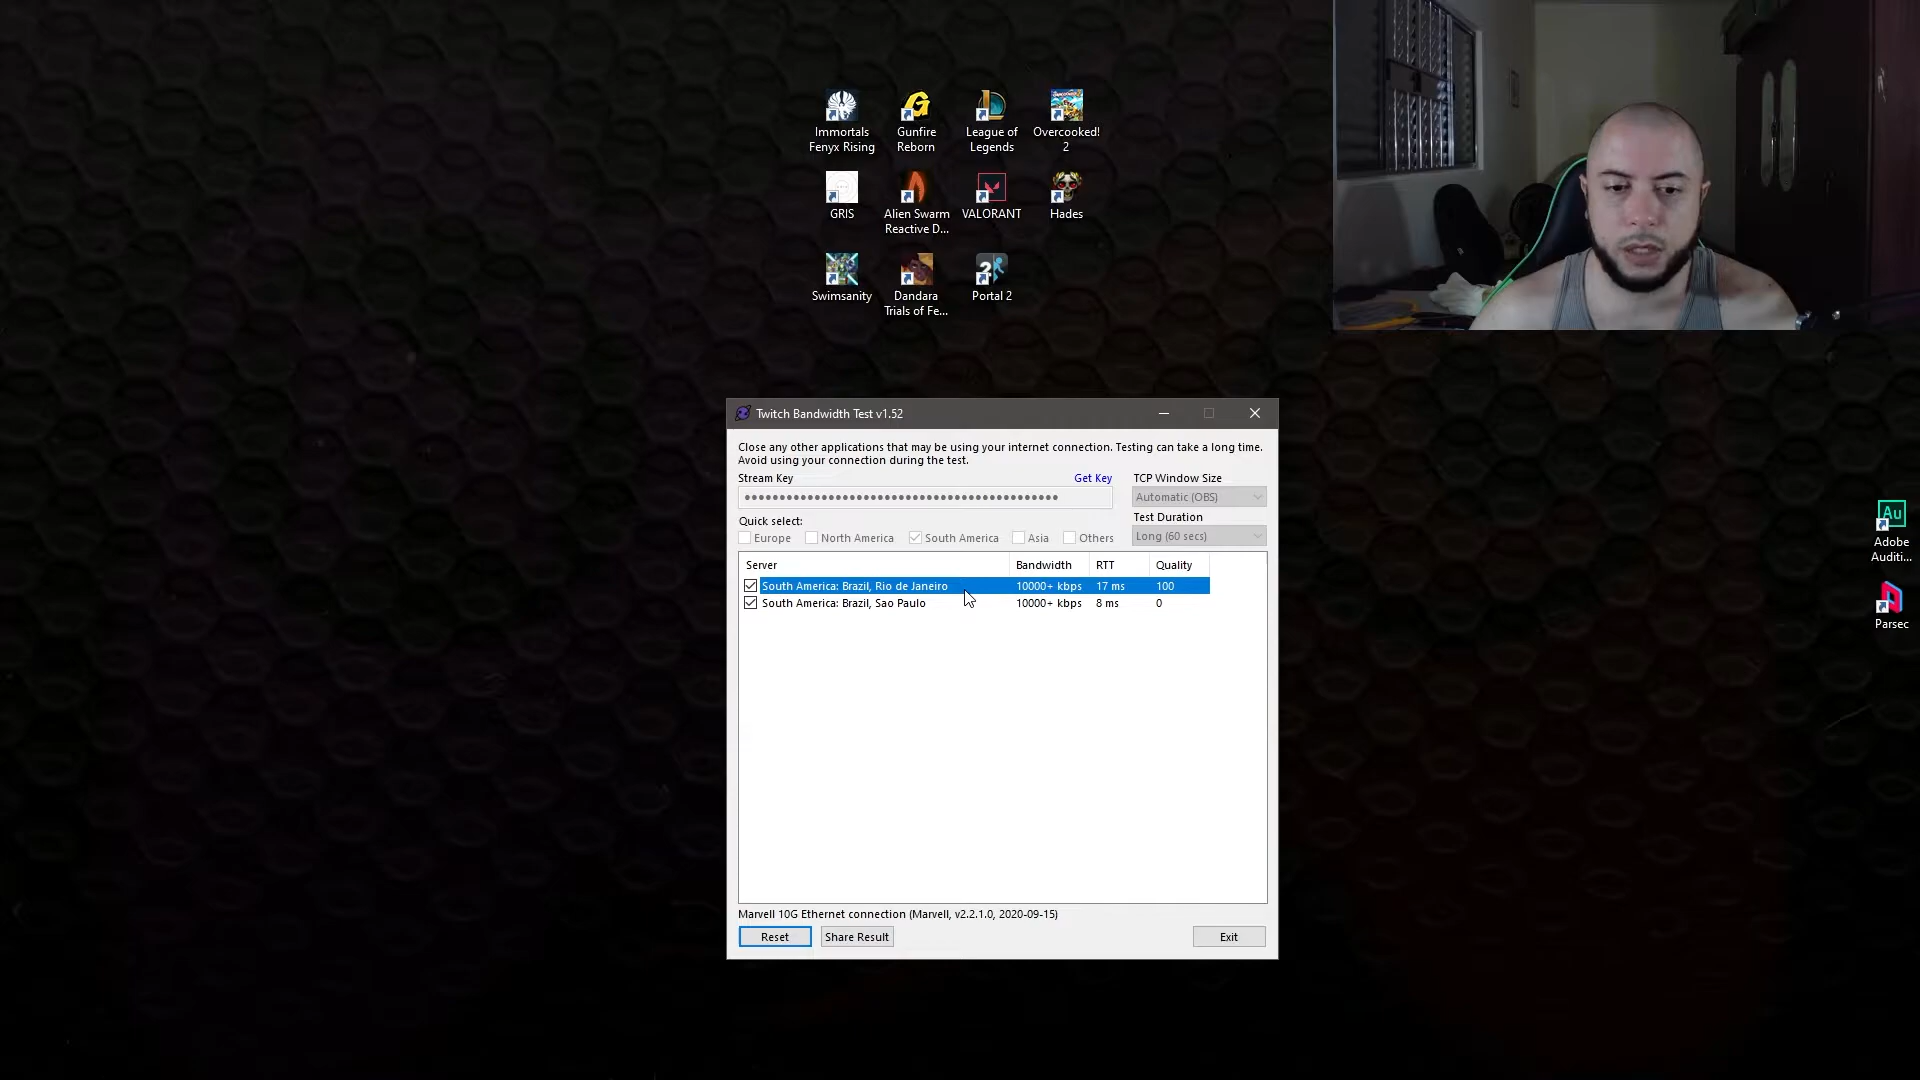 Immortals
Fenyx Rising
Gunfire
Reborn
League of
Legends
Overcooked!
2
GRIS
Alien Swarm
Reactive D...
VALORANT
Hades
Swimsanity
Dandara
Trials of Fe...
Portal 2
Twitch Bandwidth Test v1.52
Close any other applications that may be using your internet connection. Testing can take a long time.
Avoid using your connection during the test.
Stream Key
Get Key
TCP Window Size
Automatic (OBS)
Quick select:
Test Duration
Europe
North America
South America
Asia
Others
Long (60 secs)
Server Bandwidth RTT Quality
South America: Brazil, Rio de Janeiro 10000+ kbps 17 ms 100
South America: Brazil, Sao Paulo 10000+ kbps 8 ms 0
Marvell 10G Ethernet connection (Marvell, v2.2.1.0, 2020-09-15)
Reset
Share Result
Exit
Au
Adobe
Auditi...
Parsec